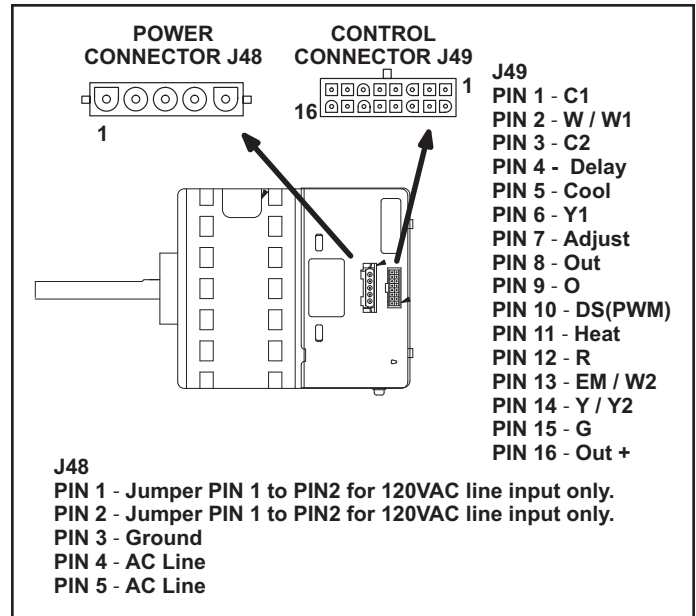 POWER
CONNECTOR J48
CONTROL
CONNECTOR J49
1
16
1
J49
PIN 1 - C1
PIN 2 - W / W1
PIN 3 - C2
PIN 4 - Delay
PIN 5 - Cool
PIN 6 - Y1
PIN 7 - Adjust
PIN 8 - Out
PIN 9 - O
PIN 10 - DS(PWM)
PIN 11 - Heat
PIN 12 - R
PIN 13 - EM / W2
PIN 14 - Y / Y2
PIN 15 - G
PIN 16 - Out +
J48
PIN 1 - Jumper PIN 1 to PIN2 for 120VAC line input only.
PIN 2 - Jumper PIN 1 to PIN2 for 120VAC line input only.
PIN 3 - Ground
PIN 4 - AC Line
PIN 5 - AC Line